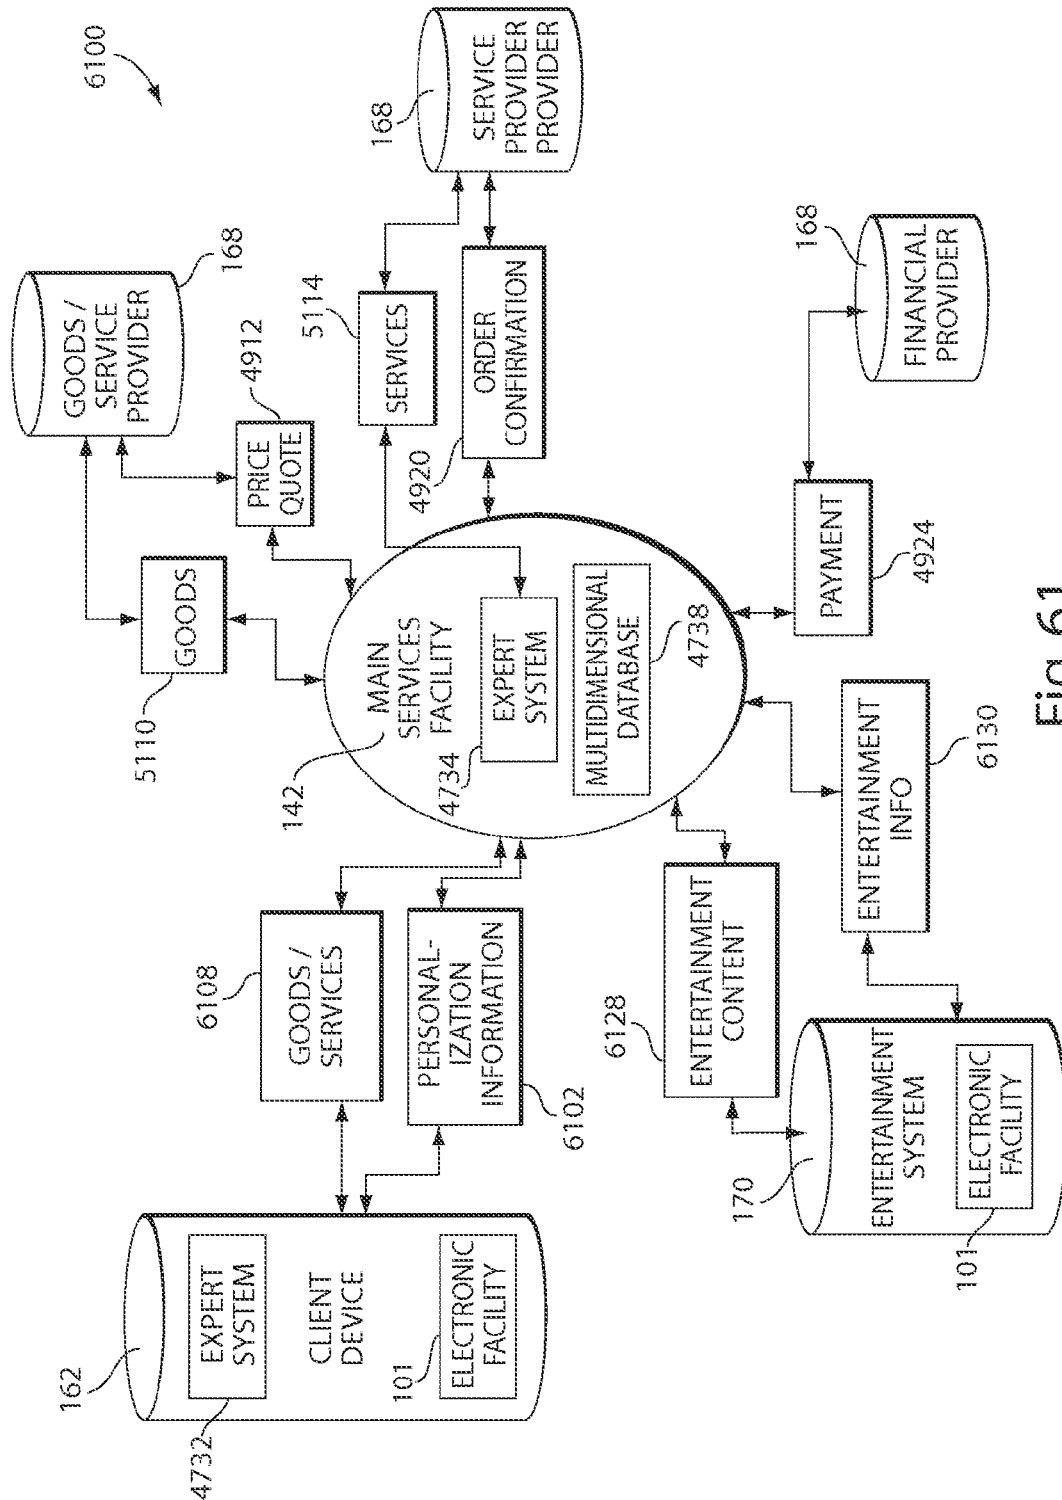 6100
162
EXPERT
SYSTEM
4732
CLIENT
DEVICE
101
ELECTRONIC
FACILITY
6108
GOODS /
SERVICES
PERSONAL-
IZATION
INFORMATION
6102
5110
GOODS
GOODS /
SERVICE
PROVIDER
168
PRICE
QUOTE
4912
142
MAIN
SERVICES
FACILITY
4734
EXPERT
SYSTEM
MULTIDIMENSIONAL
DATABASE
4738
5114
SERVICES
4920
ORDER
CONFIRMATION
168
SERVICE
PROVIDER
PROVIDER
6128
ENTERTAINMENT
CONTENT
170
ENTERTAINMENT
SYSTEM
101
ELECTRONIC
FACILITY
ENTERTAINMENT
INFO
6130
PAYMENT
4924
168
FINANCIAL
PROVIDER
Fig. 61